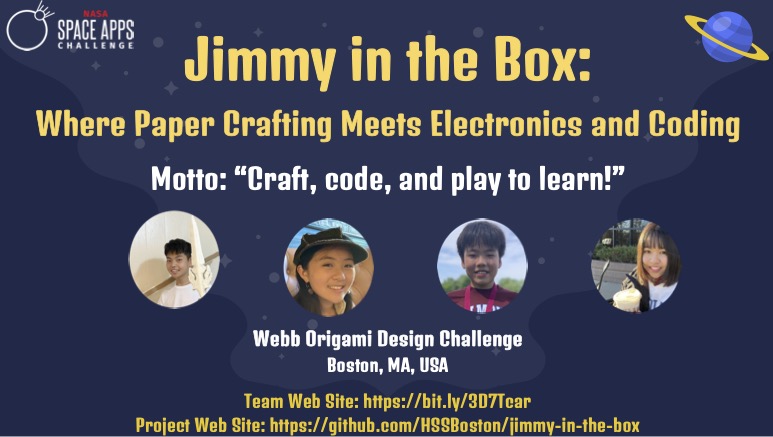 NASA
SPACE APPS
CHALLENGE
Jimmy in the Box:
Where Paper Crafting Meets Electronics and Coding
Motto: “Craft, code, and play to learn!”
Webb Origami Design Challenge
Boston, MA, USA
Team Web Site: https://bit.ly/3D7Tcar
Project Web Site: https://github.com/HSSBoston/jimmy-in-the-box